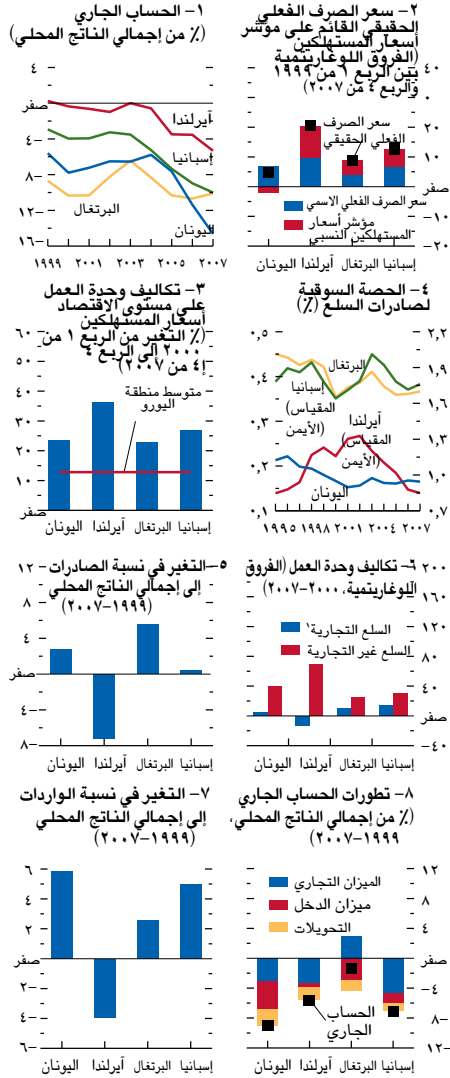 ١– الحساب الجاري
(٪ من إجمالي الناتج المحلي)
٤
صفر
٤–
٨–
١٢–
١٦–
أيرلندا
إسبانيا
البرتغال
اليونان
١٩٩٩ ٢٠٠١ ٢٠٠٣ ٢٠٠٥ ٢٠٠٧
٢– سعر الصرف الفعلي
الحقيقي القائم على مؤشر
أسعار المستهلكين
(الفروق اللوغاريتمية
بين الربع ١ من ١٩٩٩
والربع ٤ من ٢٠٠٧)
٤٠
٢٠
١٠
صفر
١٠–
٢٠–
سعر الصرف
الفعلي الحقيقي
سعر الصرف الفعلي الاسمي
مؤشر أسعار
المستهلكين النسبي
اليونان أيرلندا البرتغال إسبانيا
٣– تكاليف وحدة العمل
على مستوى الاقتصاد
أسعار المستهلكين
(٪ التغير من الربع ١ من
٢٠٠٠ إلى الربع ٤
من ٢٠٠٧)
٦٠
٥٠
٤٠
٣٠
٢٠
١٠
صفر
متوسط منطقة
اليورو
اليونان أيرلندا البرتغال إسبانيا
٤– الحصة السوقية
لصادرات السلع (٪)
٠,٥
٠,٤
٠,٣
٠,٢
٠,١
٢,٢
١,٩
١,٦
١,٣
١,٠
٠,٧
البرتغال
إسبانيا
(المقياس
الأيمن)
أيرلندا
(المقياس
الأيمن)
اليونان
١٩٩٥ ١٩٩٨ ٢٠٠١ ٢٠٠٤ ٢٠٠٧
٥– التغير في نسبة الصادرات
إلى إجمالي الناتج المحلي
(١٩٩٩–٢٠٠٧)
١٢
٨
٤
صفر
٤–
٨–
اليونان أيرلندا البرتغال إسبانيا
٦– تكاليف وحدة العمل (الفروق
اللوغاريتمية، ٢٠٠٠–٢٠٠٧)
٢٠٠
١٦٠
١٢٠
٨٠
٤٠
صفر
٤٠–
السلع التجارية١
السلع غير التجارية
اليونان أيرلندا البرتغال إسبانيا
٧– التغير في نسبة الواردات
إلى إجمالي الناتج المحلي
(١٩٩٩–٢٠٠٧)
٦
٤
٢
صفر
٢–
٤–
٦–
اليونان أيرلندا البرتغال إسبانيا
٨– تطورات الحساب الجاري
(٪ من إجمالي الناتج المحلي،
١٩٩٩–٢٠٠٧)
١٢
٨
٤
صفر
٤–
٨–
١٢–
الميزان التجاري
ميزان الدخل
التحويلات
الحساب
الجاري
اليونان أيرلندا البرتغال إسبانيا